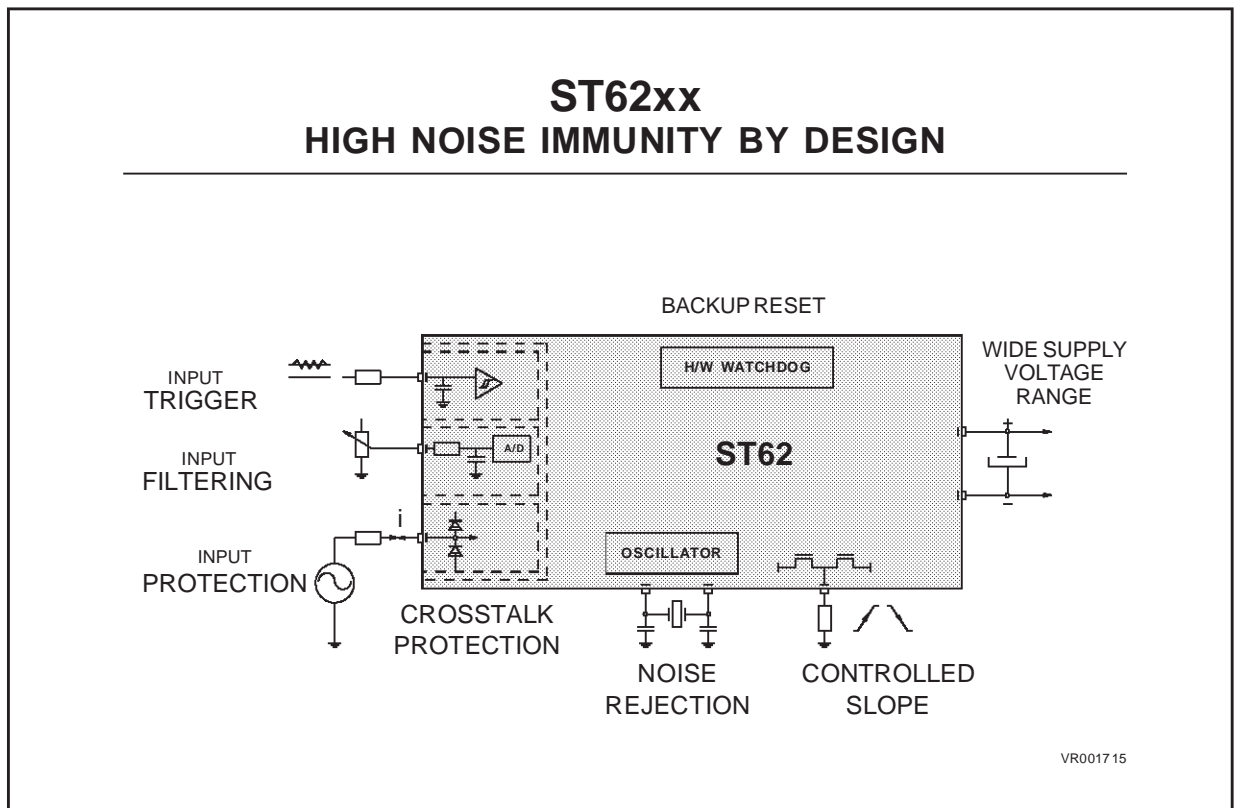 ST62xx
HIGH NOISE IMMUNITY BY DESIGN
BACKUP RESET
H/W WATCHDOG
WIDE SUPPLY
VOLTAGE
RANGE
INPUT
TRIGGER
INPUT
FILTERING
A/D
ST62
i
INPUT
PROTECTION
OSCILLATOR
CROSSTALK
PROTECTION
NOISE
REJECTION
CONTROLLED
SLOPE
+
–
VR001715